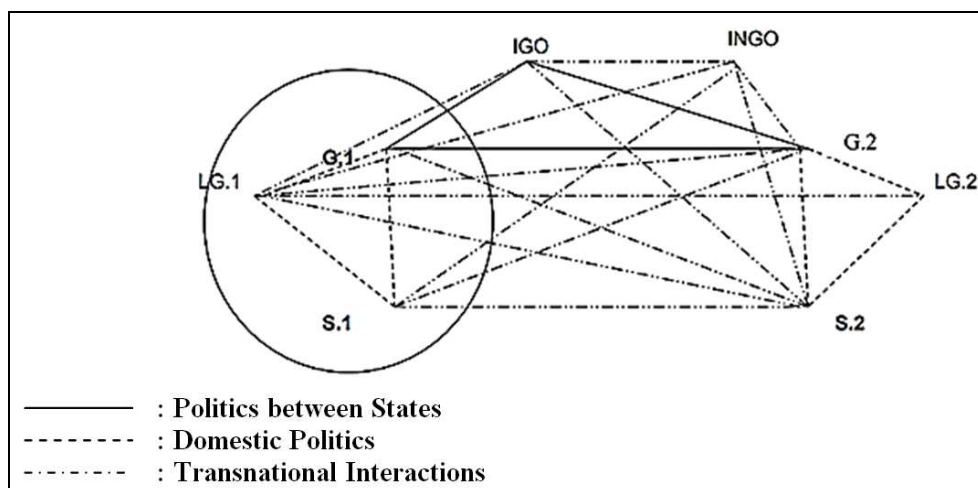 IGO
INGO
G.1
G.2
LG.1
LG.2
S.1
S.2
: Politics between States
: Domestic Politics
: Transnational Interactions